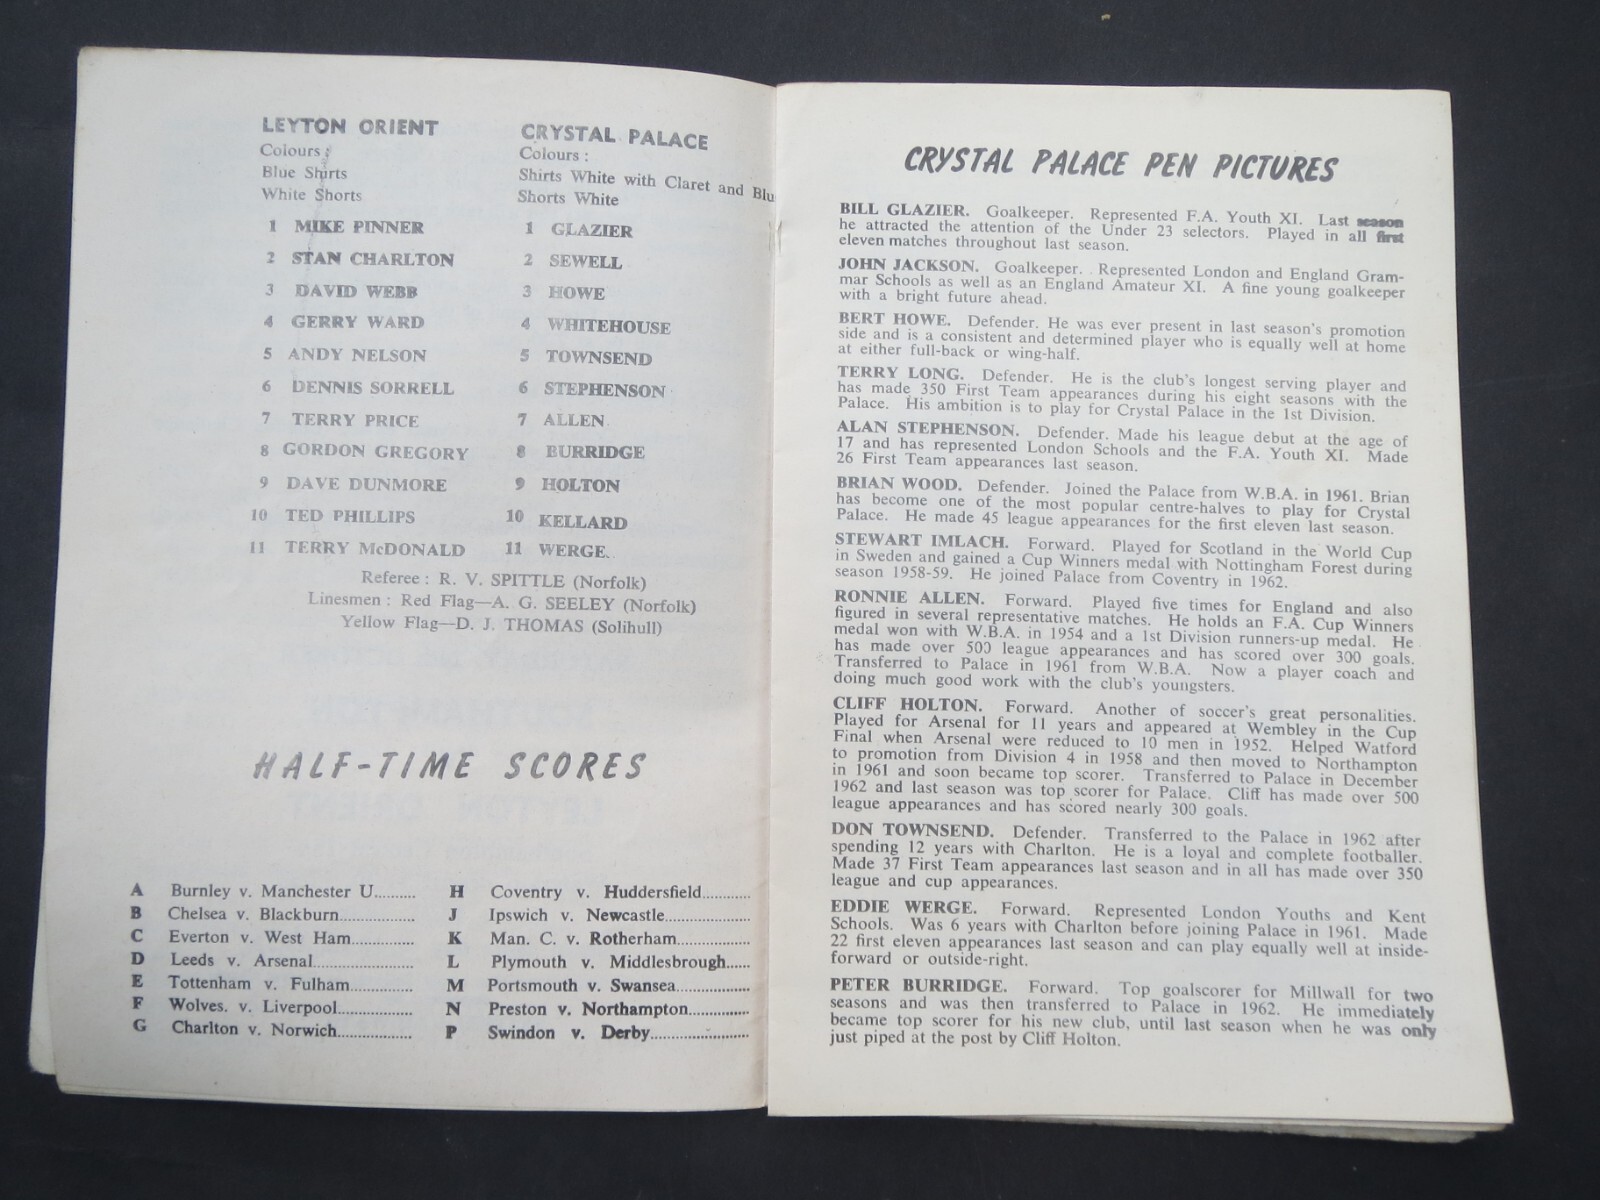 LEYTON ORIENT
Colours :
Blue Shirts
White Shorts
1 MIKE PINNER
2 STAN CHARLTON
3 DAVID WEBB
4 GERRY WARD
5 ANDY NELSON
6 DENNIS SORRELL
7 TERRY PRICE
8 GORDON GREGORY
9 DAVE DUNMORE
10 TED PHILLIPS
11 TERRY McDONALD
CRYSTAL PALACE
Colours :
Shirts White with Claret and Blu
Shorts White
1 GLAZIER
2 SEWELL
3 HOWE
4 WHITEHOUSE
5 TOWNSEND
6 STEPHENSON
7 ALLEN
8 BURRIDGE
9 HOLTON
10 KELLARD
11 WERGE
Referee : R. V. SPITTLE (Norfolk)
Linesmen : Red Flag—A. G. SEELEY (Norfolk)
Yellow Flag—D. J. THOMAS (Solihull)
HALF-TIME SCORES
A Burnley v. Manchester U.........
B Chelsea v. Blackburn................
C Everton v. West Ham...............
D Leeds v. Arsenal........................
E Tottenham v. Fulham...............
F Wolves. v. Liverpool..................
G Charlton v. Norwich..................
H Coventry v. Huddersfield............
J Ipswich v. Newcastle....................
K Man. C. v. Rotherham..................
L Plymouth v. Middlesbrough......
M Portsmouth v. Swansea..................
N Preston v. Northampton...............
P Swindon v. Derby........................
CRYSTAL PALACE PEN PICTURES
BILL GLAZIER. Goalkeeper. Represented F.A. Youth XI. Last season
he attracted the attention of the Under 23 selectors. Played in all first
eleven matches throughout last season.
JOHN JACKSON. Goalkeeper. Represented London and England Gram-
mar Schools as well as an England Amateur XI. A fine young goalkeeper
with a bright future ahead.
BERT HOWE. Defender. He was ever present in last season's promotion
side and is a consistent and determined player who is equally well at home
at either full-back or wing-half.
TERRY LONG. Defender. He is the club's longest serving player and
has made 350 First Team appearances during his eight seasons with the
Palace. His ambition is to play for Crystal Palace in the 1st Division.
ALAN STEPHENSON. Defender. Made his league debut at the age of
17 and has represented London Schools and the F.A. Youth XI. Made
26 First Team appearances last season.
BRIAN WOOD. Defender. Joined the Palace from W.B.A. in 1961. Brian
has become one of the most popular centre-halves to play for Crystal
Palace. He made 45 league appearances for the first eleven last season.
STEWART IMLACH. Forward. Played for Scotland in the World Cup
in Sweden and gained a Cup Winners medal with Nottingham Forest during
season 1958-59. He joined Palace from Coventry in 1962.
RONNIE ALLEN. Forward. Played five times for England and also
figured in several representative matches. He holds an F.A. Cup Winners
medal won with W.B.A. in 1954 and a 1st Division runners-up medal. He
has made over 500 league appearances and has scored over 300 goals.
Transferred to Palace in 1961 from W.B.A. Now a player coach and
doing much good work with the club's youngsters.
CLIFF HOLTON. Forward. Another of soccer's great personalities.
Played for Arsenal for 11 years and appeared at Wembley in the Cup
Final when Arsenal were reduced to 10 men in 1952. Helped Watford
to promotion from Division 4 in 1958 and then moved to Northampton
in 1961 and soon became top scorer. Transferred to Palace in December
1962 and last season was top scorer for Palace. Cliff has made over 500
league appearances and has scored nearly 300 goals.
DON TOWNSEND. Defender. Transferred to the Palace in 1962 after
spending 12 years with Charlton. He is a loyal and complete footballer.
Made 37 First Team appearances last season and in all has made over 350
league and cup appearances.
EDDIE WERGE. Forward. Represented London Youths and Kent
Schools. Was 6 years with Charlton before joining Palace in 1961. Made
22 first eleven appearances last season and can play equally well at inside-
forward or outside-right.
PETER BURRIDGE. Forward. Top goalscorer for Millwall for two
seasons and was then transferred to Palace in 1962. He immediately
became top scorer for his new club, until last season when he was only
just piped at the post by Cliff Holton.